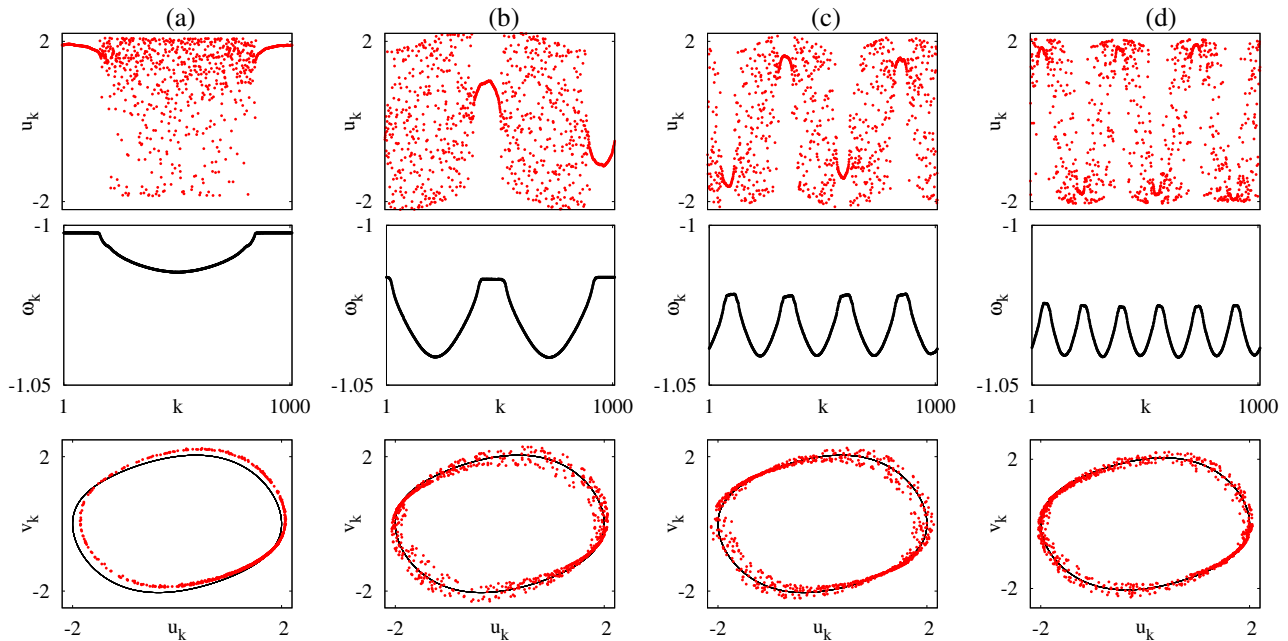 (a) (b) (c) (d)
2 2 2 2
u_k u_k u_k u_k
-2 -2 -2 -2
-1 -1 -1 -1
ω_k ω_k ω_k ω_k
-1.05 -1.05 -1.05 -1.05
1 k 1000 1 k 1000 1 k 1000 1 k 1000
2 2 2 2
v_k v_k v_k v_k
-2 -2 -2 -2
-2 u_k 2 -2 u_k 2 -2 u_k 2 -2 u_k 2